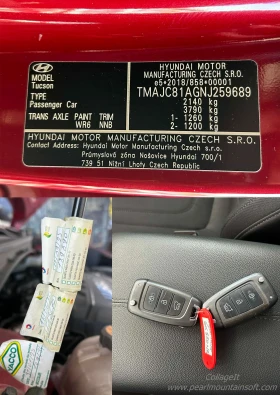 HYUNDAI MOTOR
MANUFACTURING CZECH S.R.O.
e5*2018/858*00001
TMAJC81AGNJ259689
2140 kg
3790 kg
1- 1260 kg
2- 1200 kg
MODEL
Tucson
TYPE
Passenger Car
TRANS AXLE PAINT TRIM
WR6 NNB
HYUNDAI MOTOR MANUFACTURING CZECH S.R.O.
Contact Address: Hyundai Motor Manufacturing Czech s.r.o.
Průmyslová zóna Nošovice Hyundai 700/1
739 51 Nižní Lhoty Czech Republic
YACCO
CollageIt
www.pearlmountainsoft.com